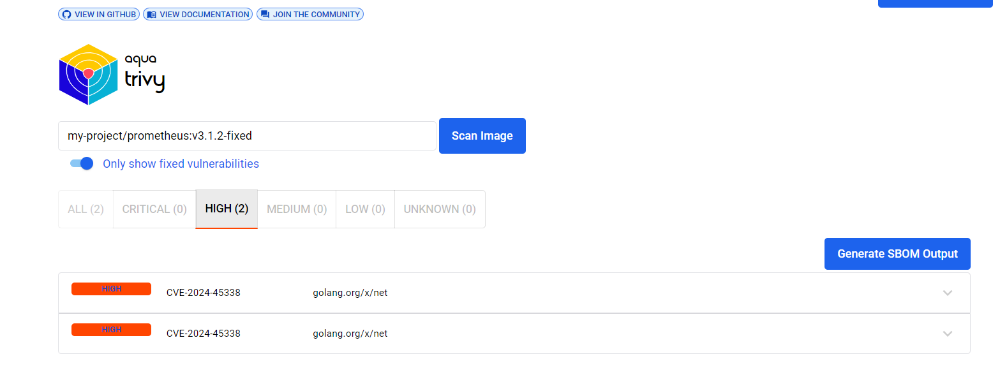 VIEW IN GITHUB VIEW DOCUMENTATION JOIN THE COMMUNITY
aqua
trivy
my-project/prometheus:v3.1.2-fixed Scan Image
Only show fixed vulnerabilities
ALL (2) CRITICAL (0) HIGH (2) MEDIUM (0) LOW (0) UNKNOWN (0)
Generate SBOM Output
HIGH CVE-2024-45338 golang.org/x/net
HIGH CVE-2024-45338 golang.org/x/net